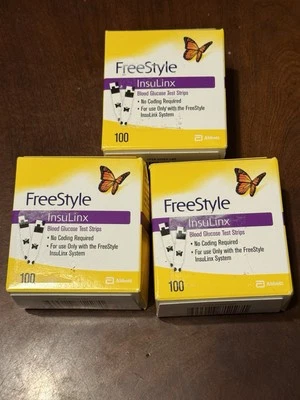 FreeStyle
InsuLinx
Blood Glucose Test Strips
• No Coding Required
• For use Only with the FreeStyle
InsuLinx System
100
Abbott
FreeStyle
InsuLinx
Blood Glucose Test Strips
• No Coding Required
• For use Only with the FreeStyle
InsuLinx System
100
Abbott
FreeStyle
InsuLinx
Blood Glucose Test Strips
• No Coding Required
• For use Only with the FreeStyle
InsuLinx System
100
Abbott